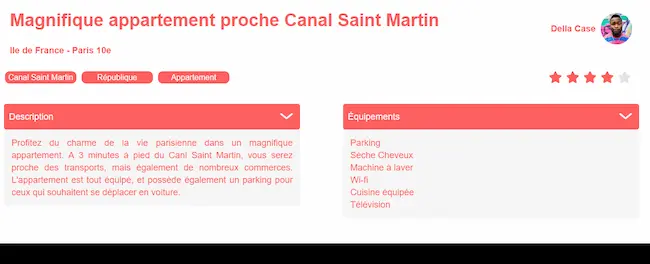 Magnifique appartement proche Canal Saint Martin
Della Case
Ile de France - Paris 10e
Canal Saint Martin
République
Appartement
Description
Profitez du charme de la vie parisienne dans un magnifique
appartement. A 3 minutes à pied du Canl Saint Martin, vous serez
proche des transports, mais également de nombreux commerces.
L'appartement est tout équipé, et possède également un parking pour
ceux qui souhaitent se déplacer en voiture.
Équipements
Parking
Sèche Cheveux
Machine à laver
Wi-fi
Cuisine équipée
Télévision